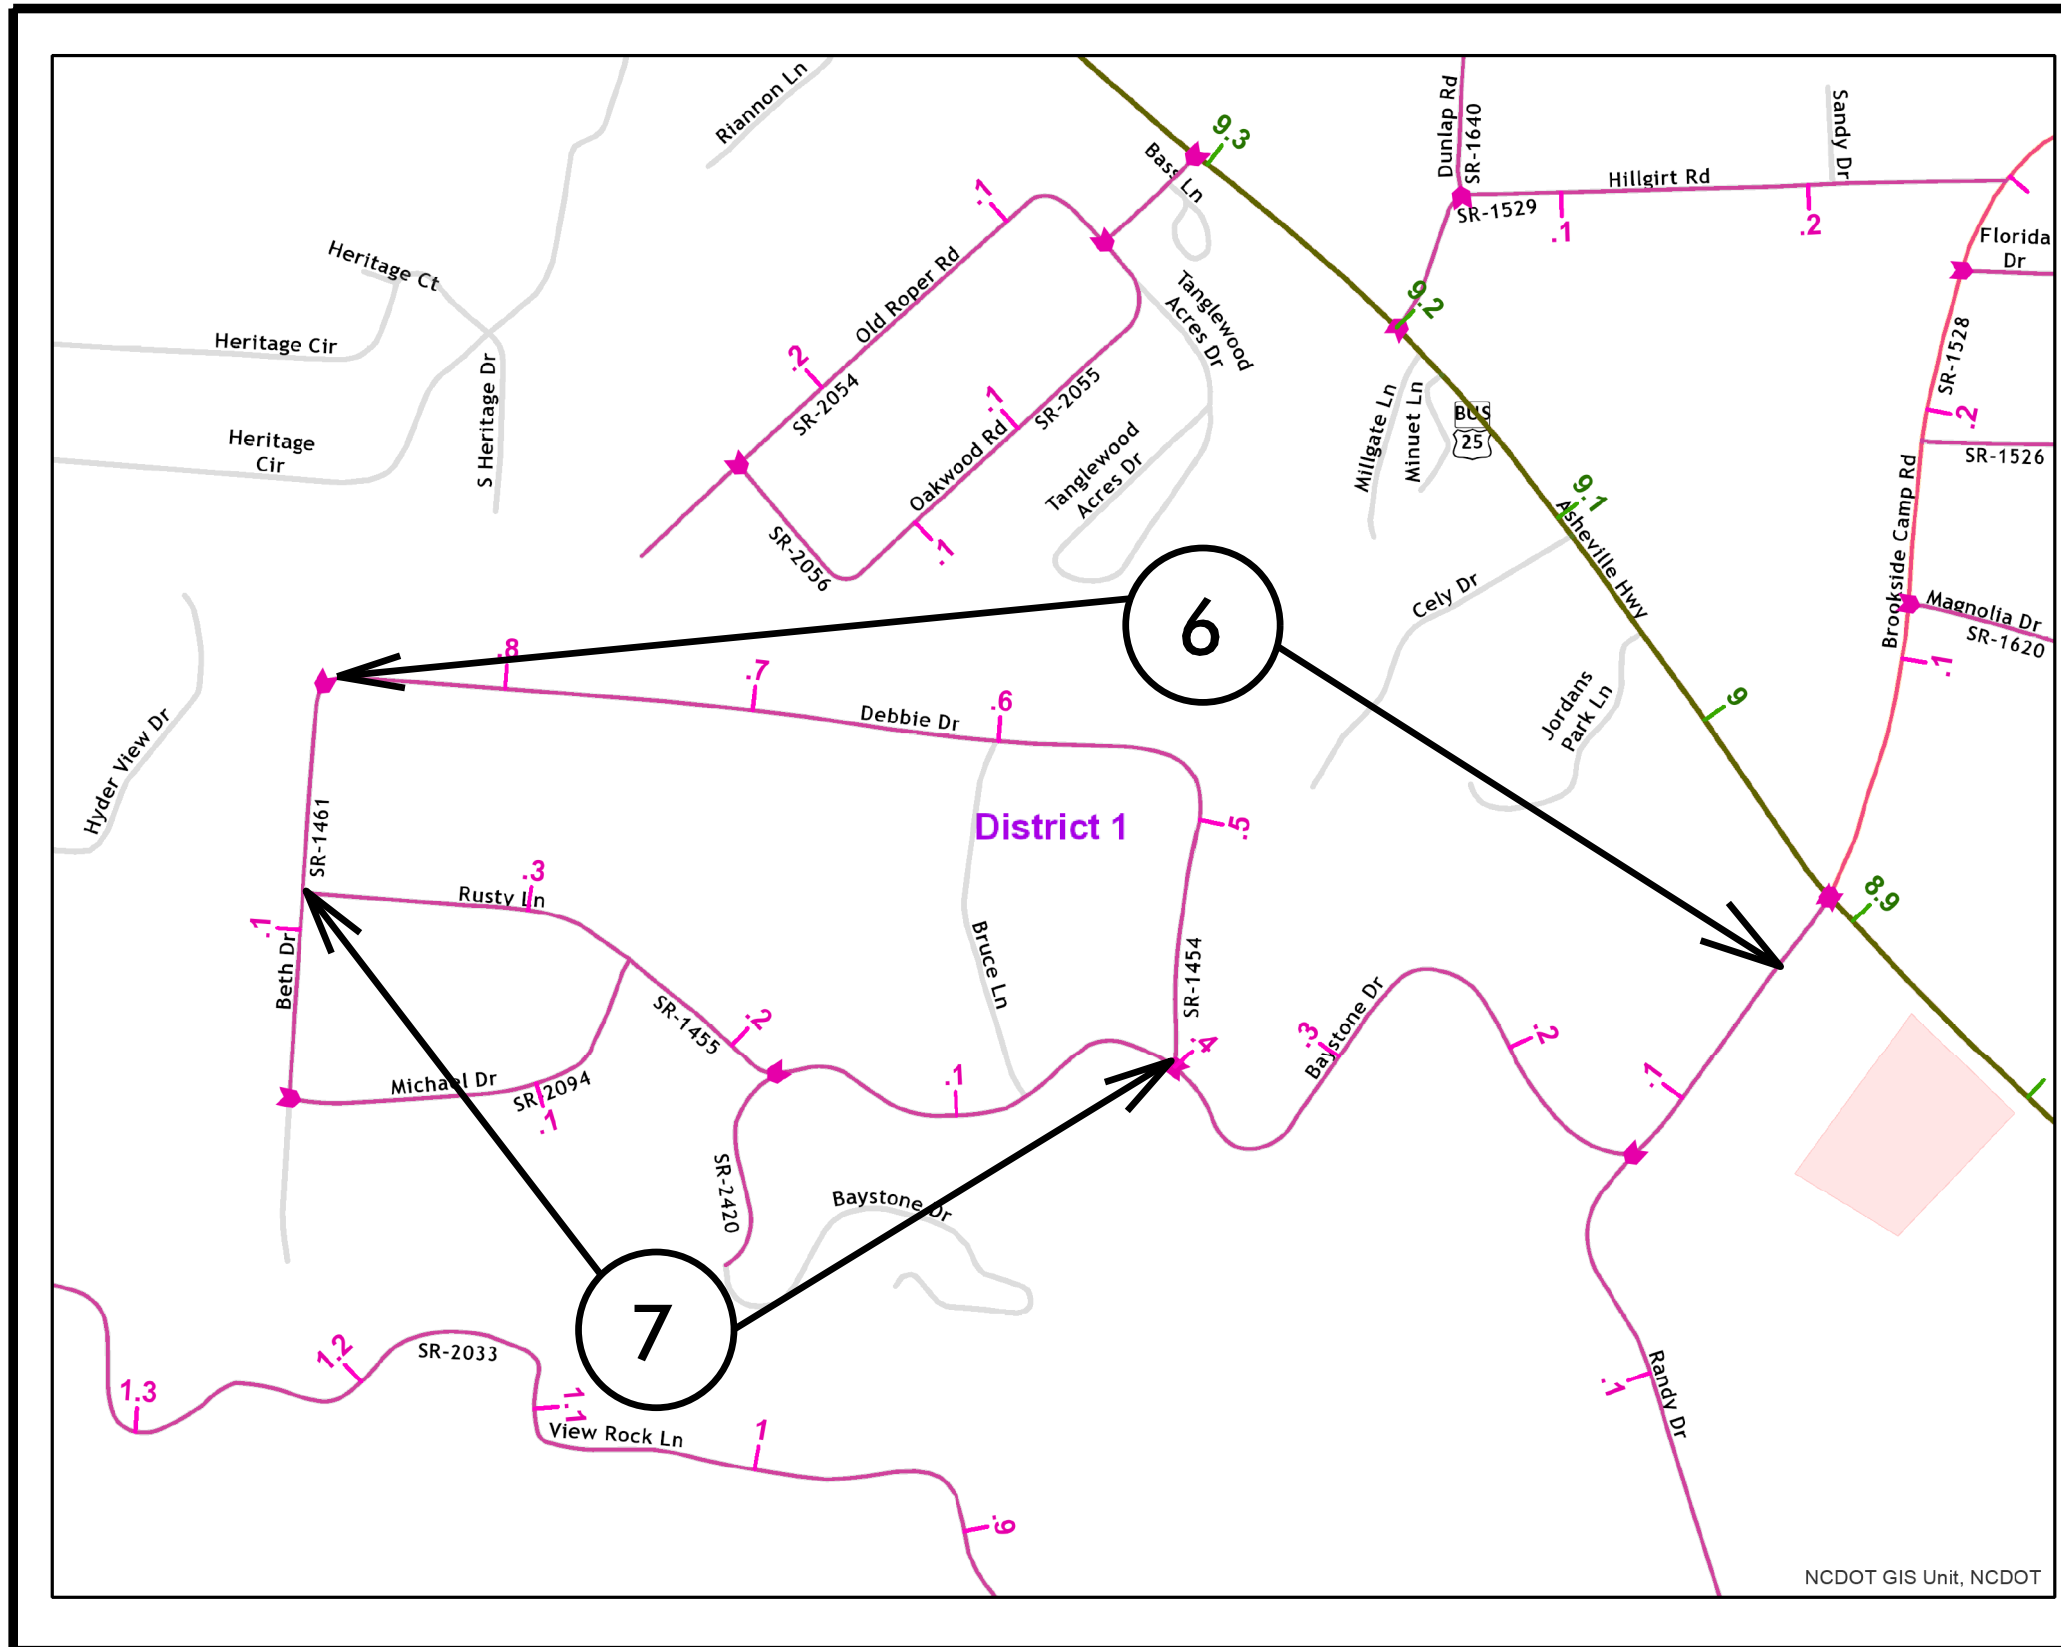 Riannon Ln
Bass Ln
9.3
Dunlap Rd
SR-1640
Sandy Dr
Hillgirt Rd
SR-1529
.1
.2
.1
Florida
Dr
Heritage Ct
Heritage Cir
Old Roper Rd
Tanglewood
Acres Dr
9.2
SR-1528
.2
.2
SR-2054
.1
SR-2055
Heritage
Cir
S Heritage Dr
Oakwood Rd
Tanglewood
Acres Dr
Millgate Ln
Minuet Ln
BUS
25
SR-1526
9.1
Asheville Hwy
Brookside Camp Rd
SR-2056
.1
Cely Dr
Magnolia Dr
SR-1620
.1
6
.8
.7
.6
Debbie Dr
Jordans
Park Ln
9
Hyder View Dr
SR-1461
District 1
.5
.3
Rusty Ln
8.9
.1
Beth Dr
Bruce Ln
SR-1454
SR-1455
.2
.4
.3
Baystone Dr
.2
.1
Michael Dr
SR-2094
.1
.1
SR-2420
Baystone Dr
7
1.2
SR-2033
1.3
1.1
View Rock Ln
1
.1
Randy Dr
.9
NCDOT GIS Unit, NCDOT